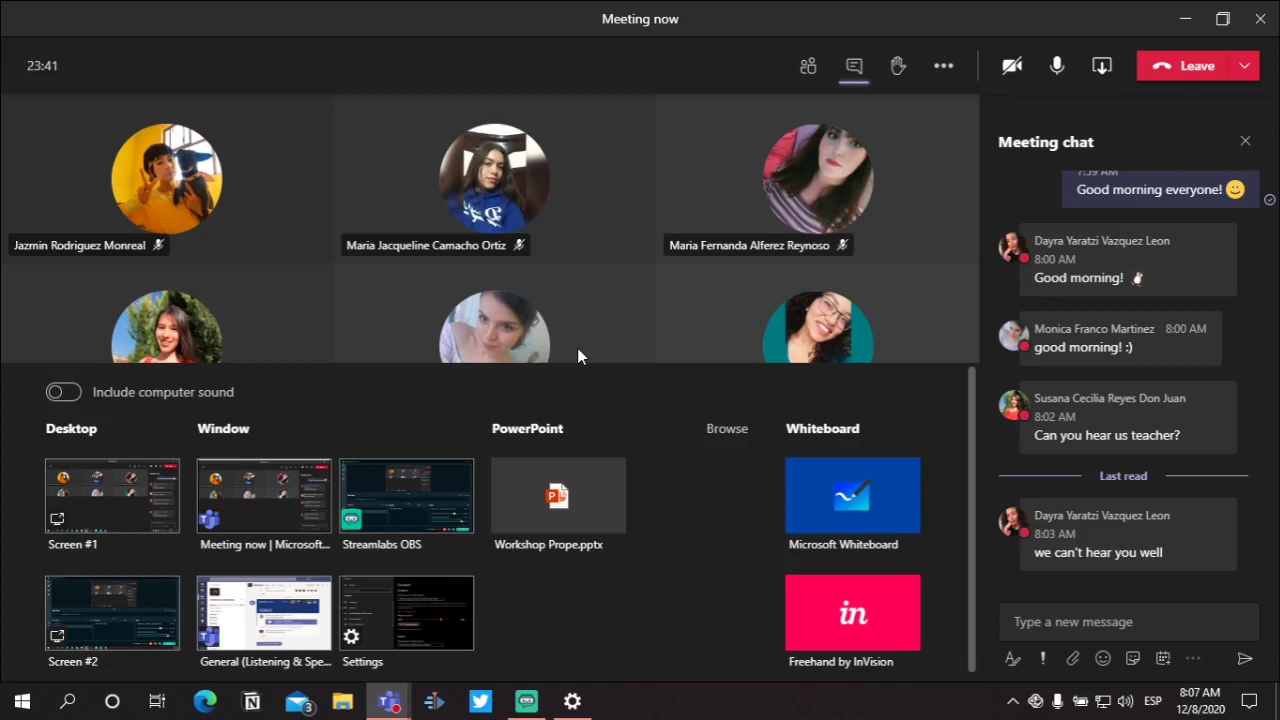 Meeting now
23:41
Leave
Jazmin Rodriguez Monreal
Maria Jacqueline Camacho Ortiz
Maria Fernanda Alferez Reynoso
Meeting chat
7:59 AM
Good morning everyone!
Dayra Yaratzi Vazquez Leon
8:00 AM
Good morning!
Monica Franco Martinez 8:00 AM
good morning! :)
Susana Cecilia Reyes Don Juan
8:02 AM
Can you hear us teacher?
Last read
Dayra Yaratzi Vazquez Leon
8:03 AM
we can't hear you well
Type a new message
Include computer sound
Desktop
Window
PowerPoint
Browse
Whiteboard
Screen #1
Meeting now | Microsoft...
Streamlabs OBS
Workshop Prope.pptx
Microsoft Whiteboard
in
Screen #2
General (Listening & Spe...
Settings
Freehand by InVision
3
ESP
8:07 AM
12/8/2020